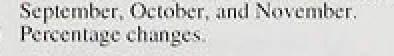 September, October, and November.
Percentage changes.